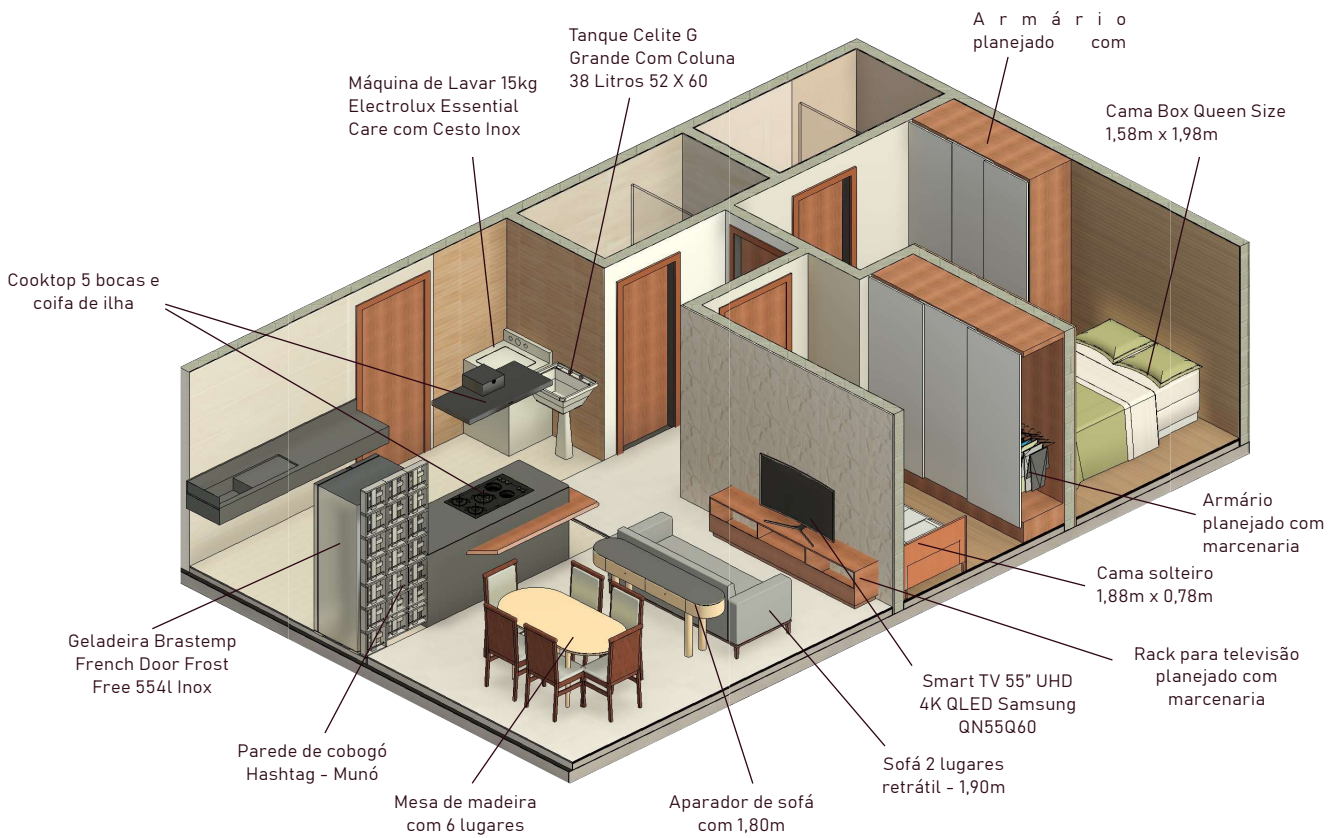 A r m á r i o
planejado com
Tanque Celite G
Grande Com Coluna
38 Litros 52 X 60
Máquina de Lavar 15kg
Electrolux Essential
Care com Cesto Inox
Cama Box Queen Size
1,58m x 1,98m
Cooktop 5 bocas e
coifa de ilha
Armário
planejado com
marcenaria
Cama solteiro
1,88m x 0,78m
Geladeira Brastemp
French Door Frost
Free 554l Inox
Rack para televisão
planejado com
marcenaria
Smart TV 55" UHD
4K QLED Samsung
QN55Q60
Parede de cobogó
Hashtag - Munó
Sofá 2 lugares
retrátil - 1,90m
Mesa de madeira
com 6 lugares
Aparador de sofá
com 1,80m